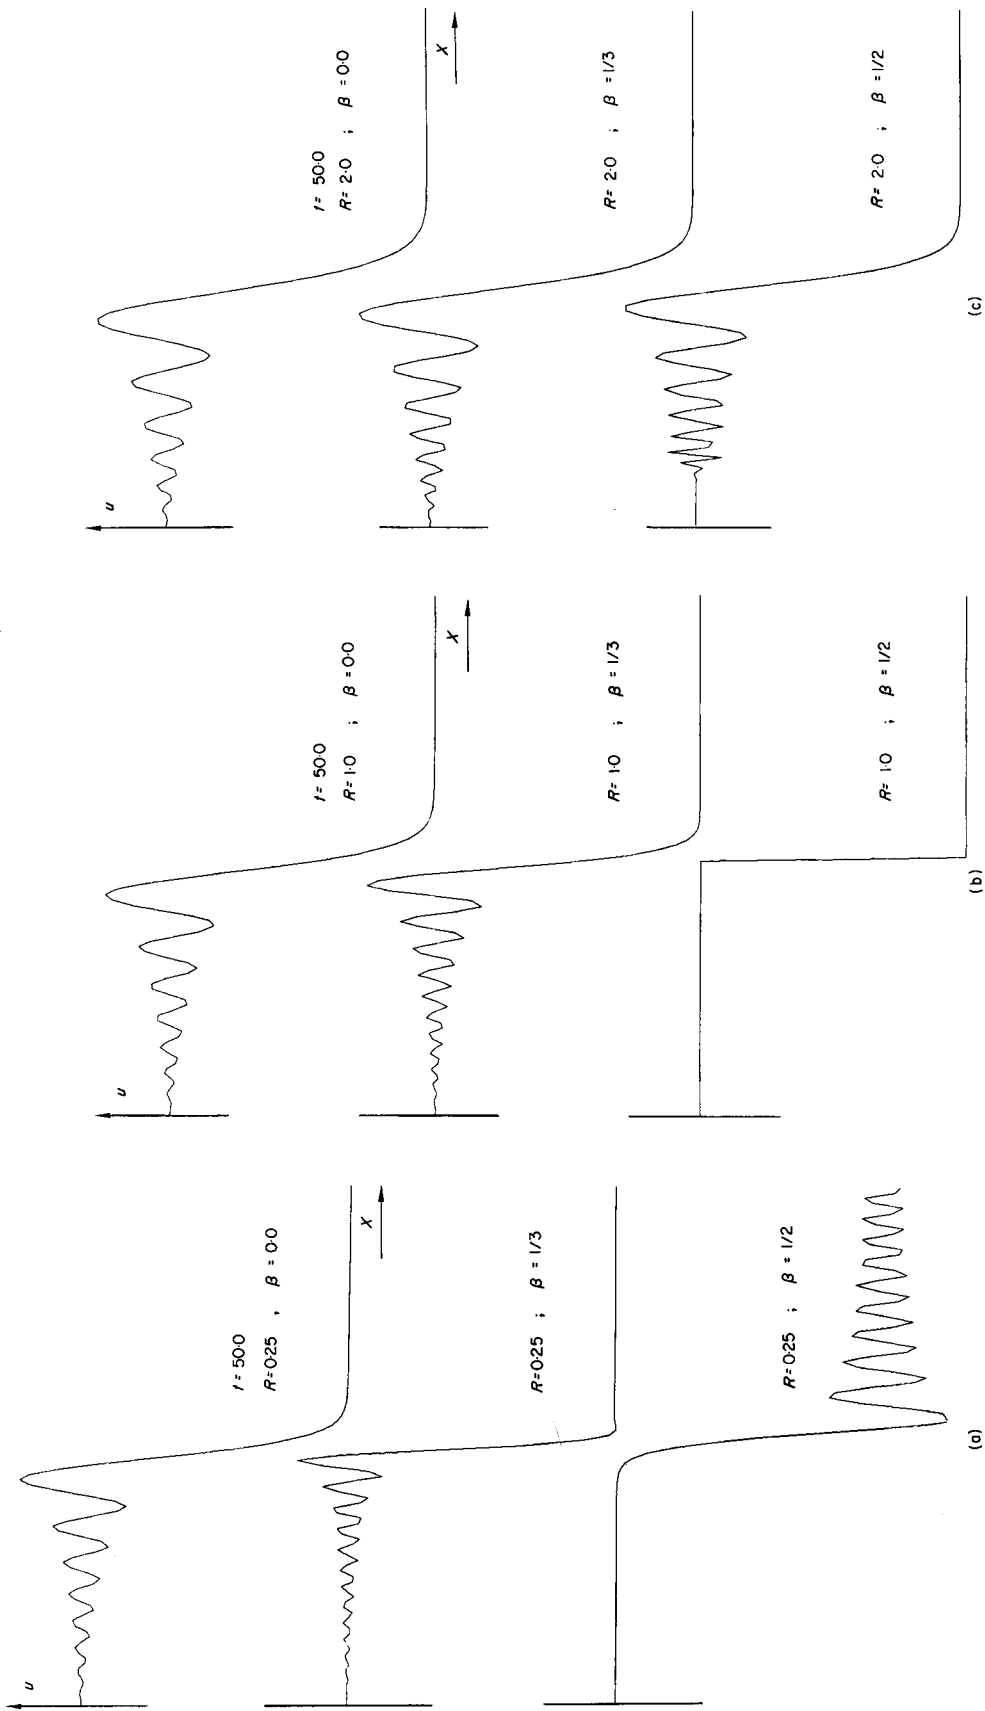 u
t = 50·0
R = 0·25 , β = 0·0
X
R = 0·25 ; β = 1/3
R = 0·25 ; β = 1/2
(a)
u
t = 50·0
R = 1·0 ; β = 0·0
X
R = 1·0 ; β = 1/3
R = 1·0 ; β = 1/2
(b)
u
t = 50·0
R = 2·0 ; β = 0·0
X
R = 2·0 ; β = 1/3
R = 2·0 ; β = 1/2
(c)